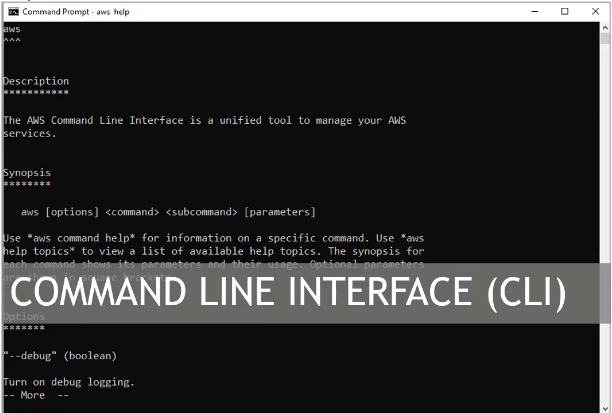 Command Prompt - aws help
aws
^^^
Description
***********
The AWS Command Line Interface is a unified tool to manage your AWS
services.
Synopsis
********
aws [options] <command> <subcommand> [parameters]
Use *aws command help* for information on a specific command. Use *aws
help topics* to view a list of available help topics. The synopsis for
each command shows its parameters and their usage. Optional parameters
COMMAND LINE INTERFACE (CLI)
Options
*******
"--debug" (boolean)
Turn on debug logging.
-- More  --